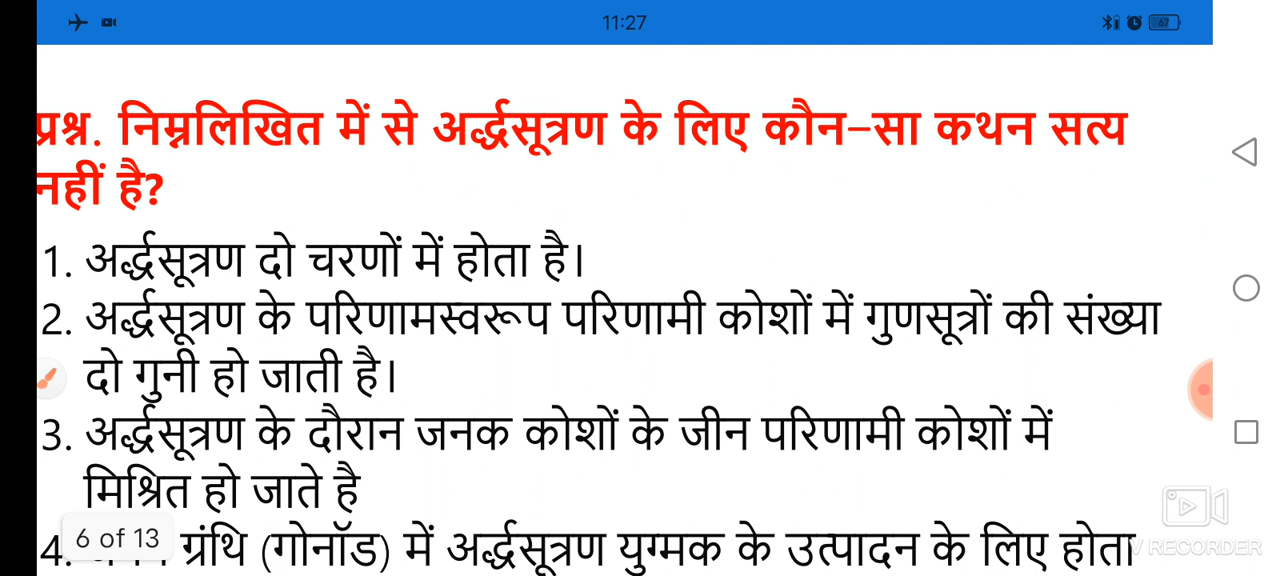 11:27
67
प्रश्न. निम्नलिखित में से अर्द्धसूत्रण के लिए कौन-सा कथन सत्य
नहीं है?
1. अर्द्धसूत्रण दो चरणों में होता है।
2. अर्द्धसूत्रण के परिणामस्वरूप परिणामी कोशों में गुणसूत्रों की संख्या
दो गुनी हो जाती है।
3. अर्द्धसूत्रण के दौरान जनक कोशों के जीन परिणामी कोशों में
मिश्रित हो जाते है
4. ग्रंथि (गोनॉड) में अर्द्धसूत्रण युग्मक के उत्पादन के लिए होता
6 of 13
V RECORDER